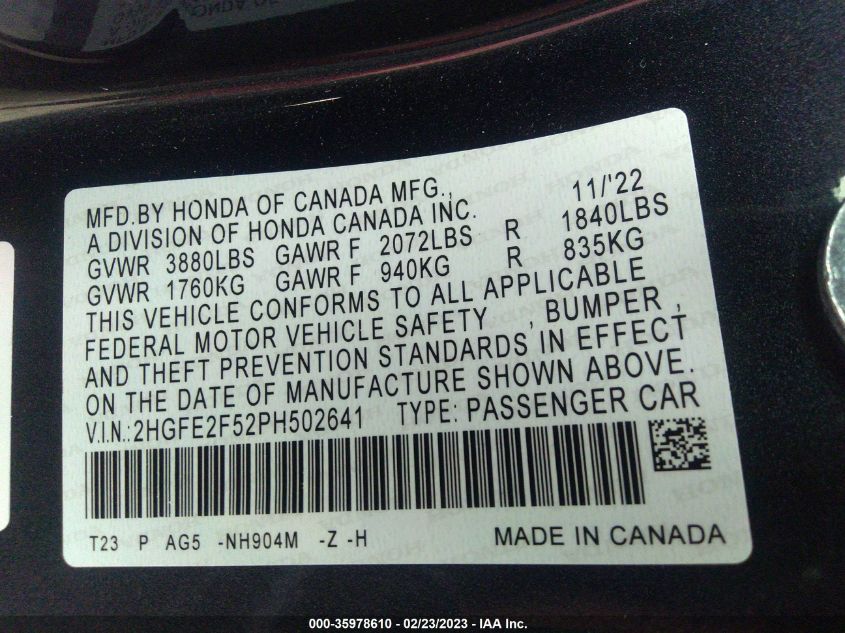 MFD.BY HONDA OF CANADA MFG., 11/'22
A DIVISION OF HONDA CANADA INC.
GVWR 3880LBS GAWR F 2072LBS R 1840LBS
GVWR 1760KG GAWR F 940KG R 835KG
THIS VEHICLE CONFORMS TO ALL APPLICABLE
FEDERAL MOTOR VEHICLE SAFETY , BUMPER ,
AND THEFT PREVENTION STANDARDS IN EFFECT
ON THE DATE OF MANUFACTURE SHOWN ABOVE.
V.I.N.:2HGFE2F52PH502641 TYPE: PASSENGER CAR
T23 P AG5 -NH904M -Z -H MADE IN CANADA
000-35978610 - 02/23/2023 - IAA Inc.